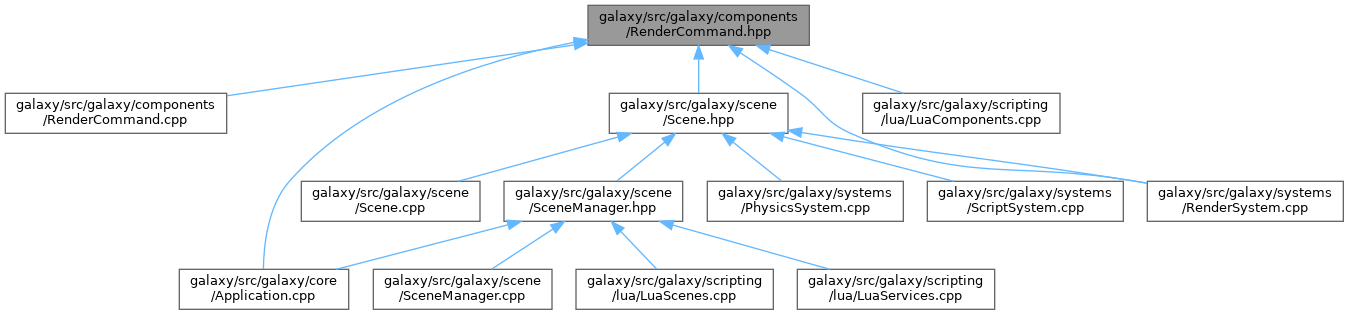 galaxy/src/galaxy/components
/RenderCommand.hpp
galaxy/src/galaxy/components
/RenderCommand.cpp
galaxy/src/galaxy/scene
/Scene.hpp
galaxy/src/galaxy/scripting
/lua/LuaComponents.cpp
galaxy/src/galaxy/scene
/Scene.cpp
galaxy/src/galaxy/scene
/SceneManager.hpp
galaxy/src/galaxy/systems
/PhysicsSystem.cpp
galaxy/src/galaxy/systems
/ScriptSystem.cpp
galaxy/src/galaxy/systems
/RenderSystem.cpp
galaxy/src/galaxy/core
/Application.cpp
galaxy/src/galaxy/scene
/SceneManager.cpp
galaxy/src/galaxy/scripting
/lua/LuaScenes.cpp
galaxy/src/galaxy/scripting
/lua/LuaServices.cpp